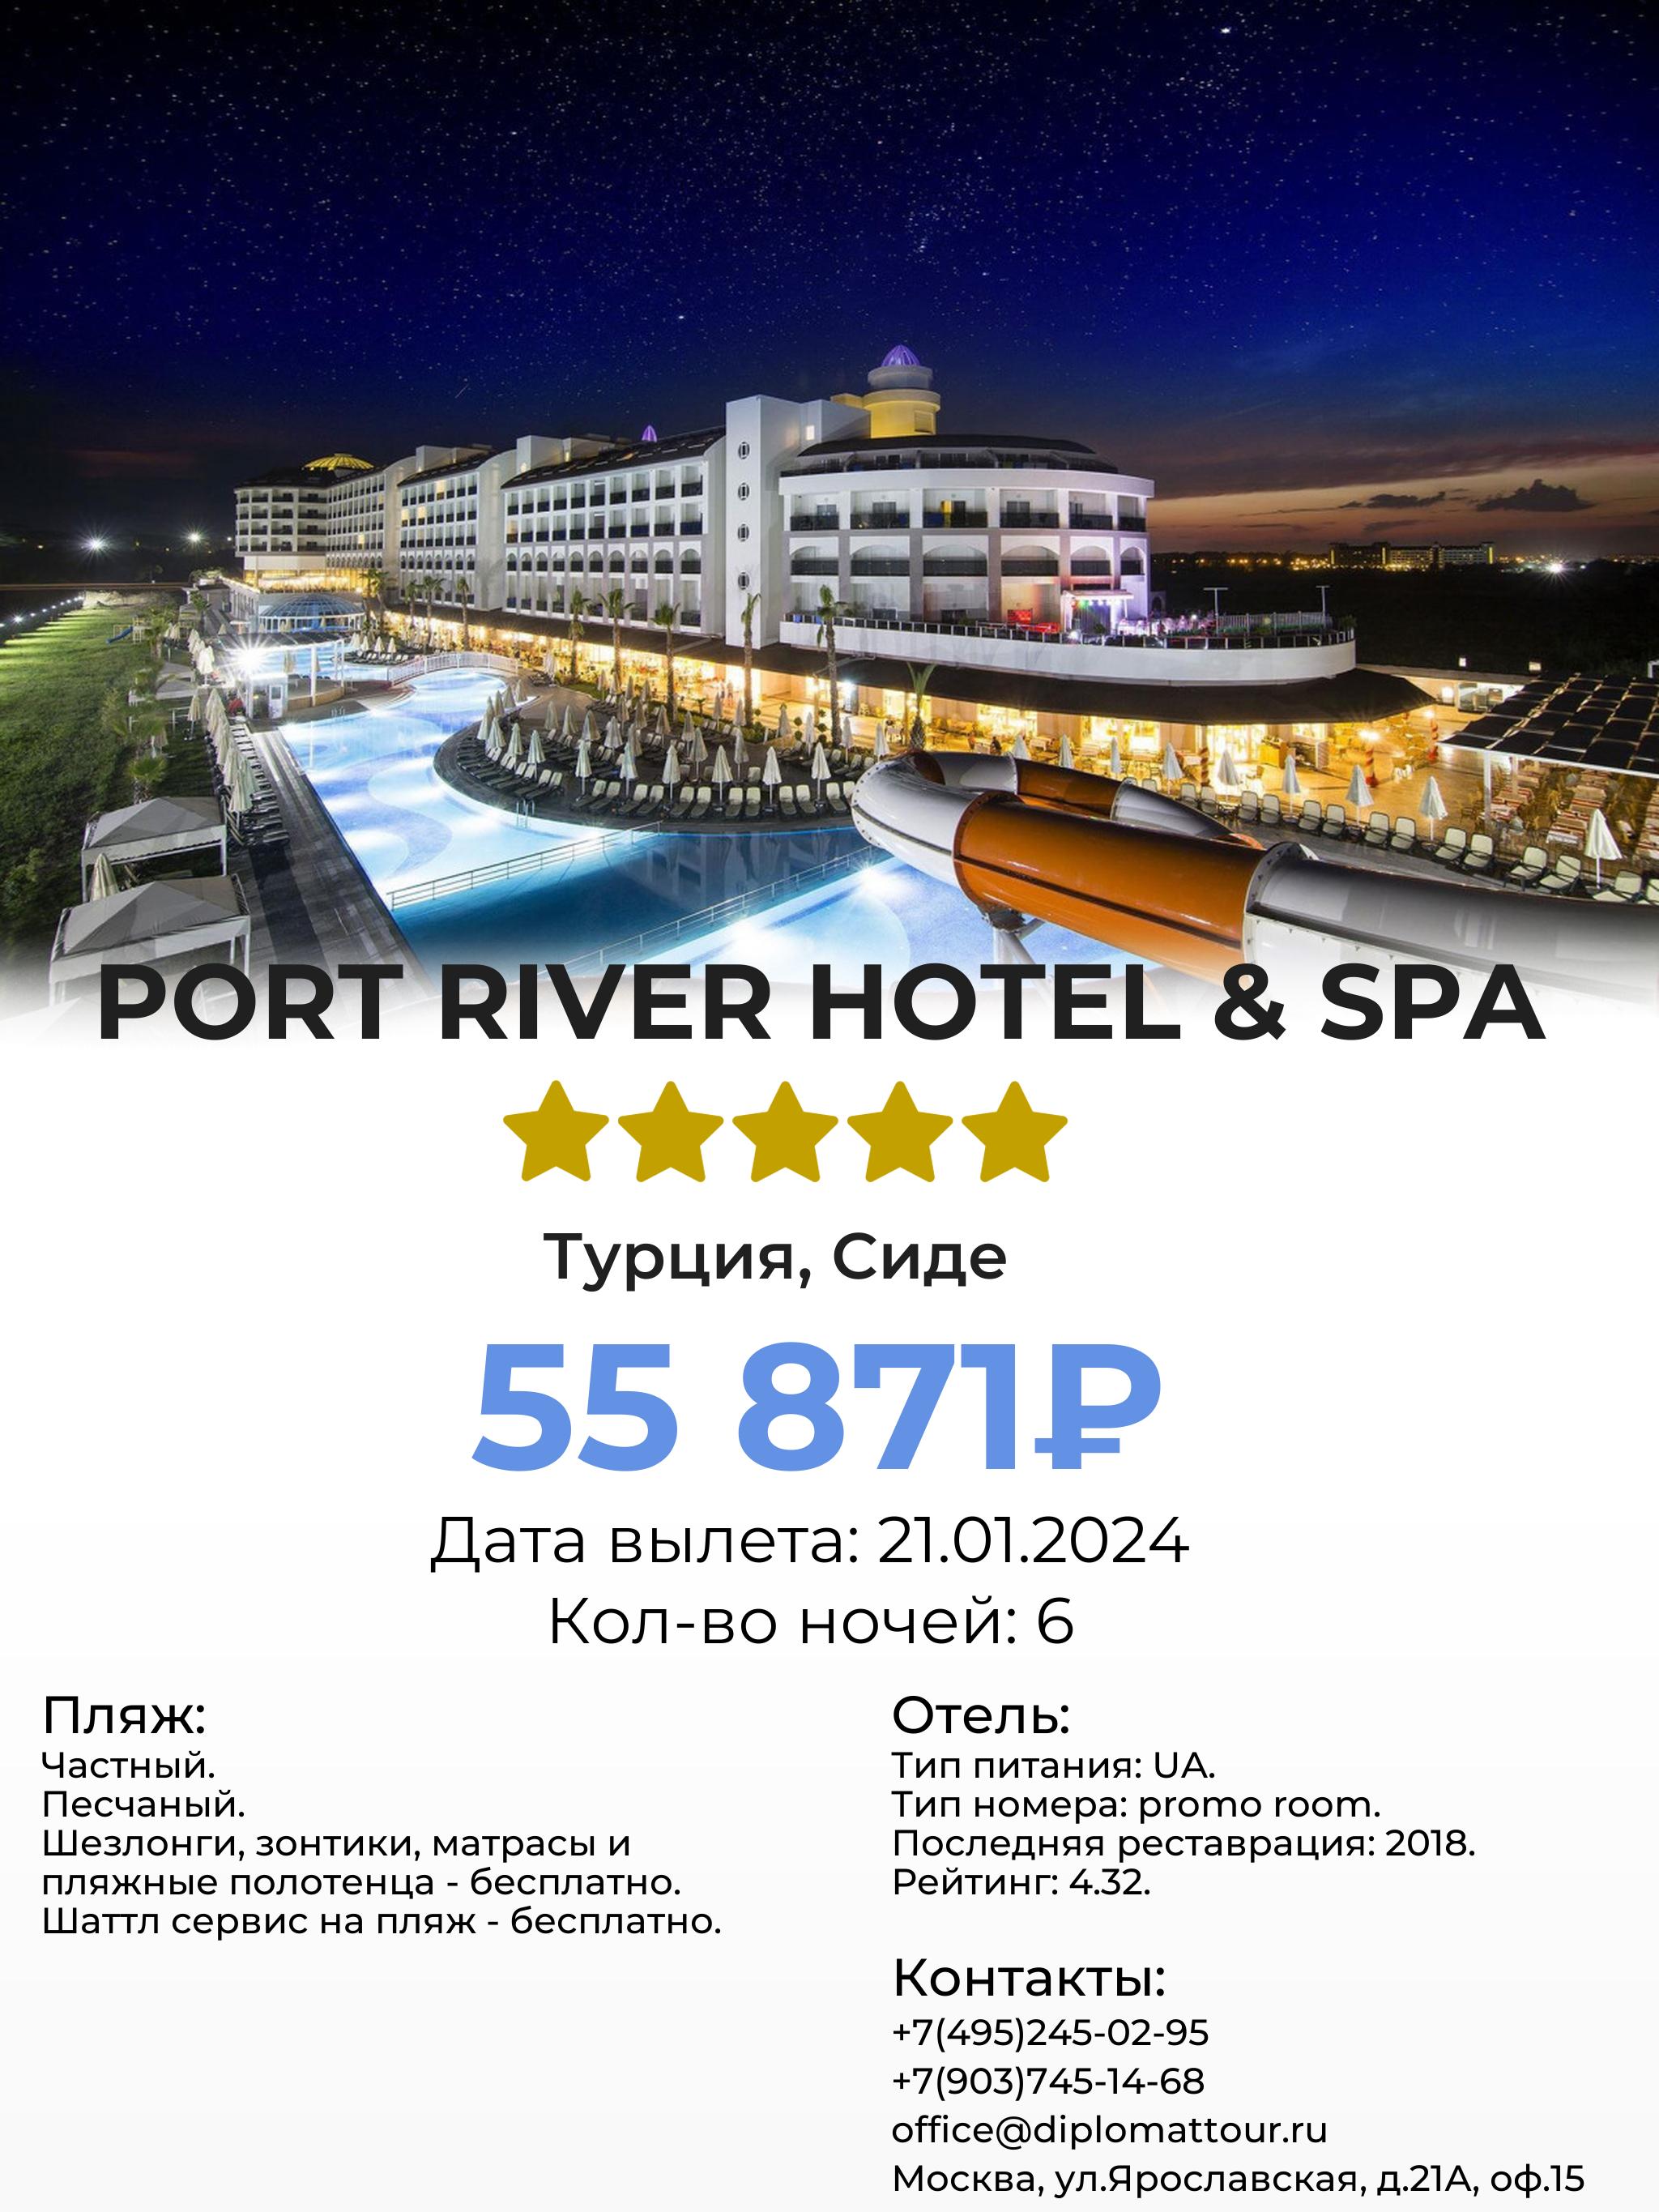 PORT RIVER HOTEL & SPA
Турция, Сиде
55 871₽
Дата вылета: 21.01.2024
Кол-во ночей: 6
Пляж:
Частный.
Песчаный.
Шезлонги, зонтики, матрасы и
пляжные полотенца - бесплатно.
Шаттл сервис на пляж - бесплатно.
Отель:
Тип питания: UA.
Тип номера: promo room.
Последняя реставрация: 2018.
Рейтинг: 4.32.
Контакты:
+7(495)245-02-95
+7(903)745-14-68
office@diplomattour.ru
Москва, ул.Ярославская, д.21А, оф.15